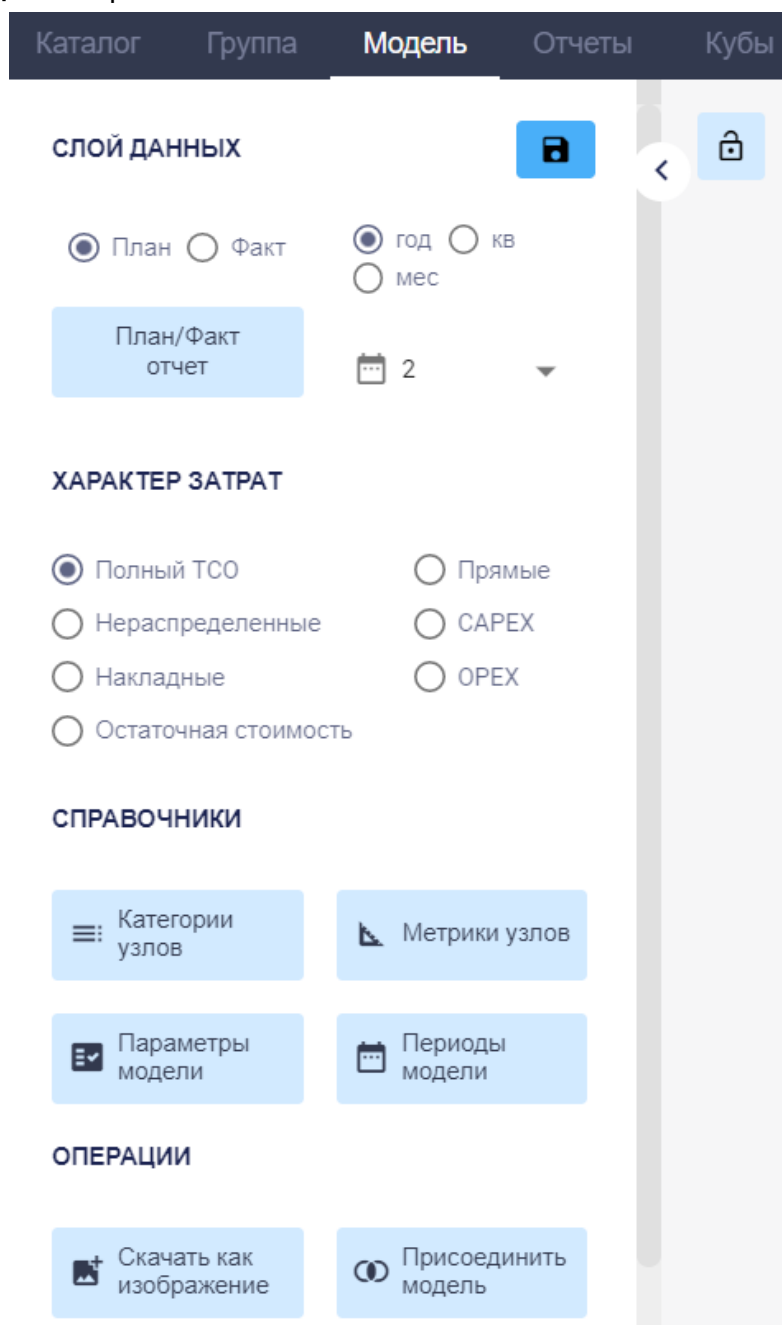 Каталог Группа Модель Отчеты Кубы
СЛОЙ ДАННЫХ
План Факт
год кв
мес
План/Факт
отчет
2
ХАРАКТЕР ЗАТРАТ
Полный TCO Прямые
Нераспределенные CAPEX
Накладные OPEX
Остаточная стоимость
СПРАВОЧНИКИ
Категории
узлов
Метрики узлов
Параметры
модели
Периоды
модели
ОПЕРАЦИИ
Скачать как
изображение
Присоединить
модель